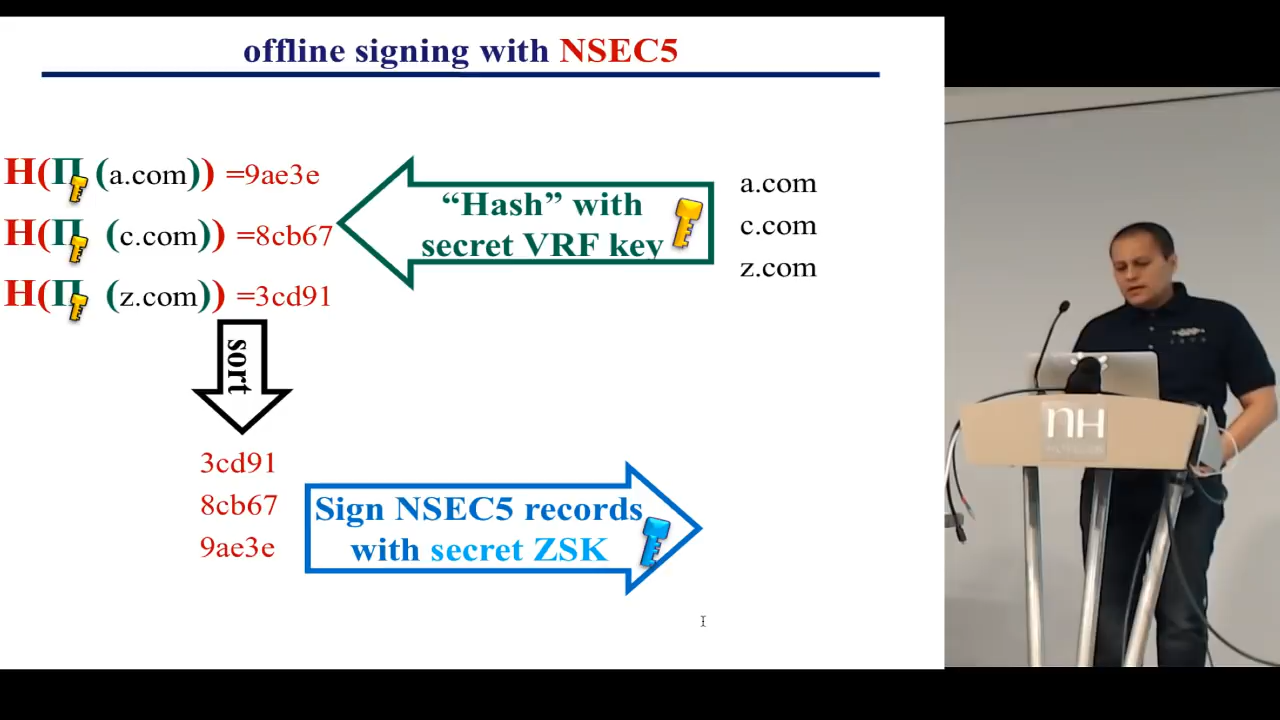 offline signing with NSEC5
H(Π (a.com)) =9ae3e
H(Π (c.com)) =8cb67
H(Π (z.com)) =3cd91
“Hash” with
secret VRF key
a.com
c.com
z.com
sort
3cd91
8cb67
9ae3e
Sign NSEC5 records
with secret ZSK
nH